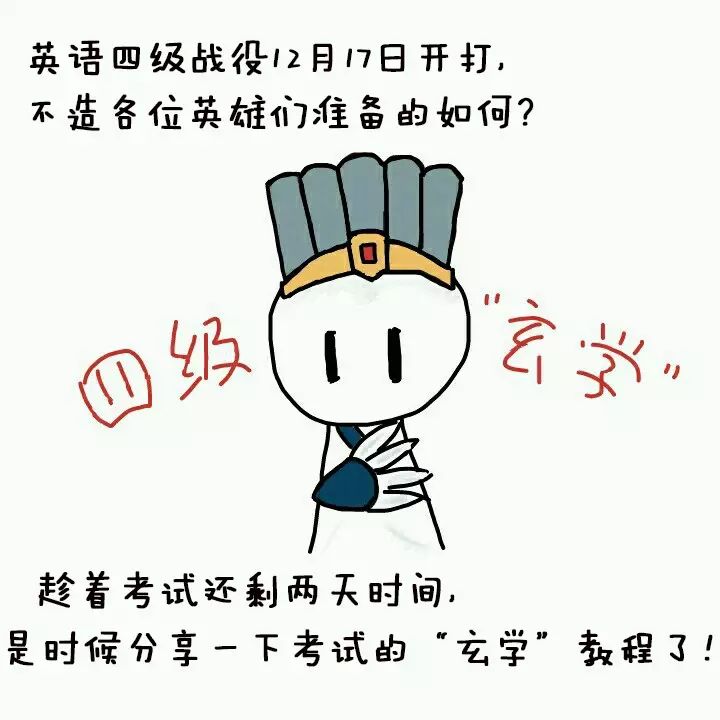 英语四级战役12月17日开打,
不造各位英雄们准备的如何?
四级 "玄学"
趁着考试还剩两天时间,
是时候分享一下考试的“玄学”教程了!